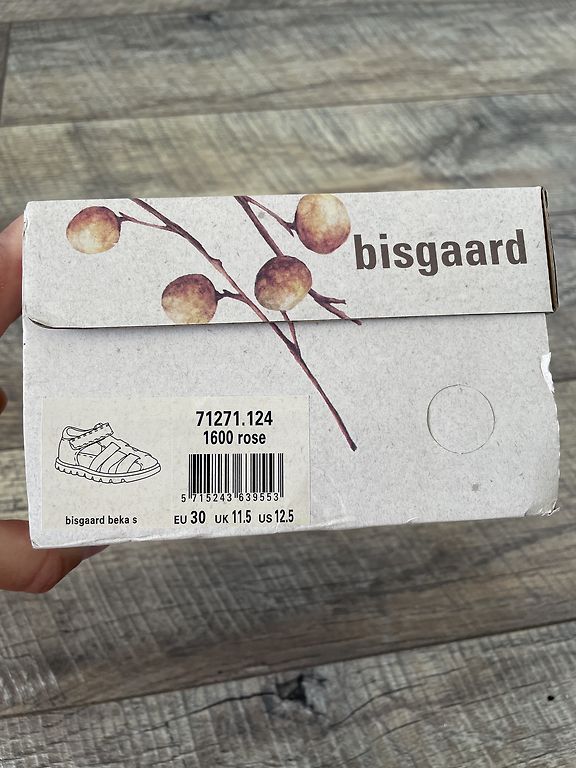 bisgaard
71271.124
1600 rose
5 715243 639553
bisgaard beka s
EU 30 UK 11.5 US 12.5